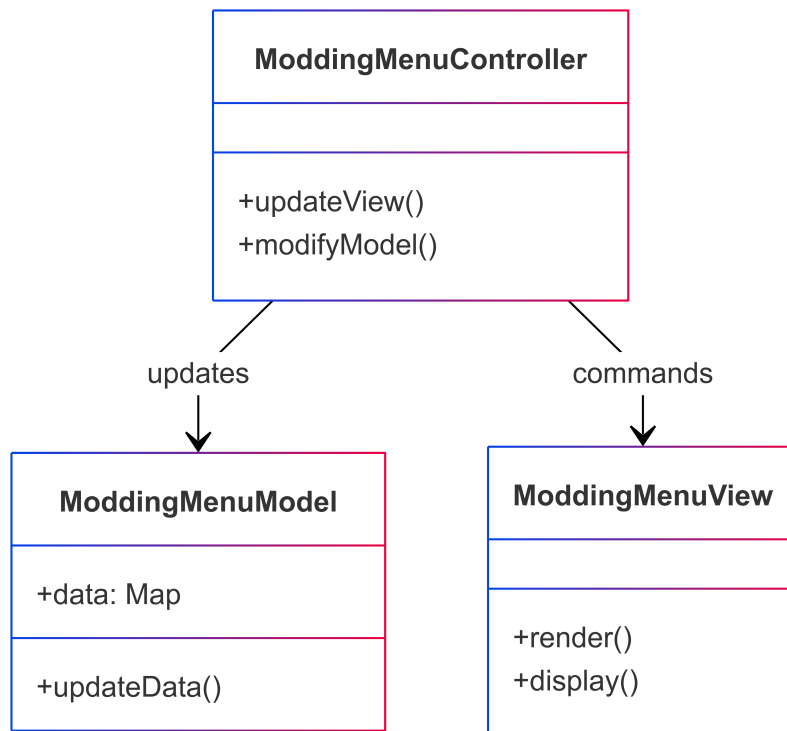 ModdingMenuController
+updateView()
+modifyModel()
updates
commands
ModdingMenuModel
+data: Map
+updateData()
ModdingMenuView
+render()
+display()